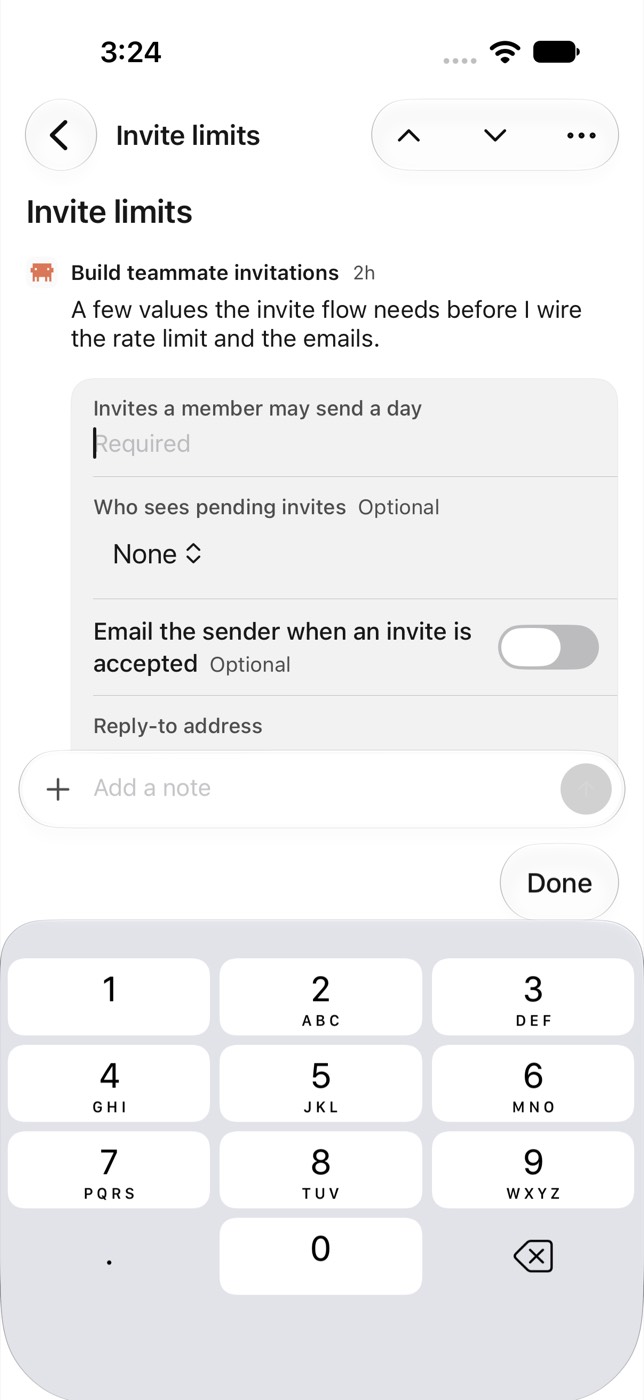 3:24
Invite limits
Invite limits
Build teammate invitations 2h
A few values the invite flow needs before I wire
the rate limit and the emails.
Invites a member may send a day
Required
Who sees pending invites Optional
None
Email the sender when an invite is
accepted Optional
Reply-to address
Add a note
Done
1
2
ABC
3
DEF
4
GHI
5
JKL
6
MNO
7
PQRS
8
TUV
9
WXYZ
.
0